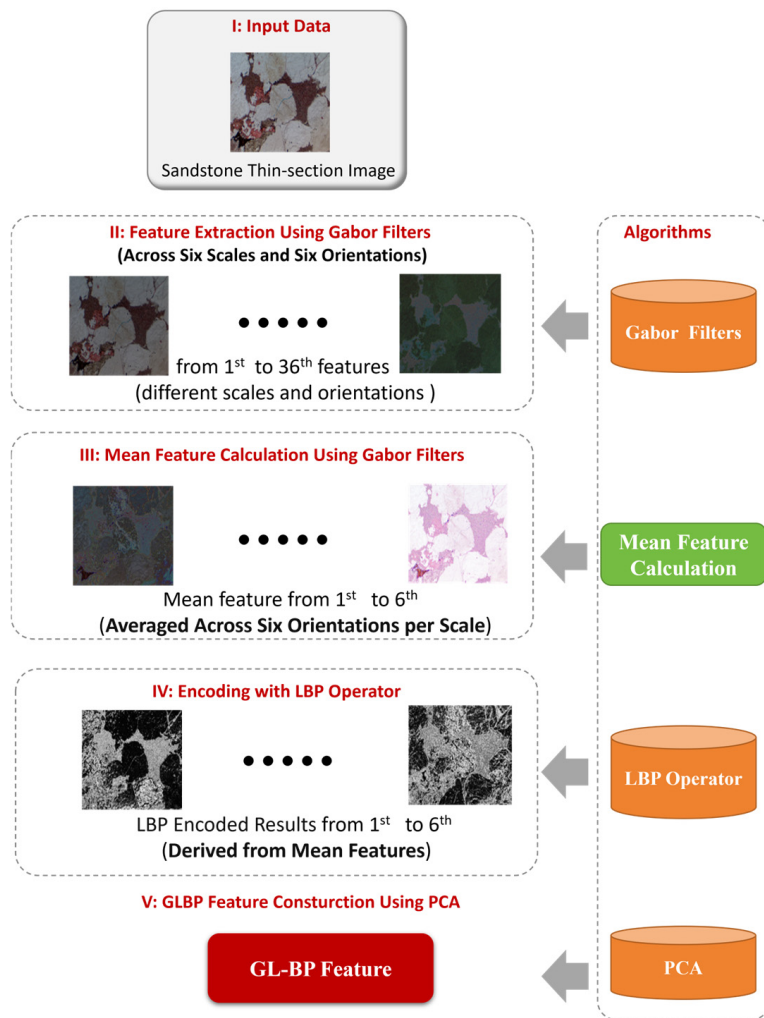 I: Input Data
Sandstone Thin-section Image
II: Feature Extraction Using Gabor Filters
(Across Six Scales and Six Orientations)
from 1st to 36th features
(different scales and orientations )
Algorithms
Gabor Filters
III: Mean Feature Calculation Using Gabor Filters
Mean feature from 1st to 6th
(Averaged Across Six Orientations per Scale)
Mean Feature
Calculation
IV: Encoding with LBP Operator
LBP Encoded Results from 1st to 6th
(Derived from Mean Features)
LBP Operator
V: GLBP Feature Consturction Using PCA
GL-BP Feature
PCA